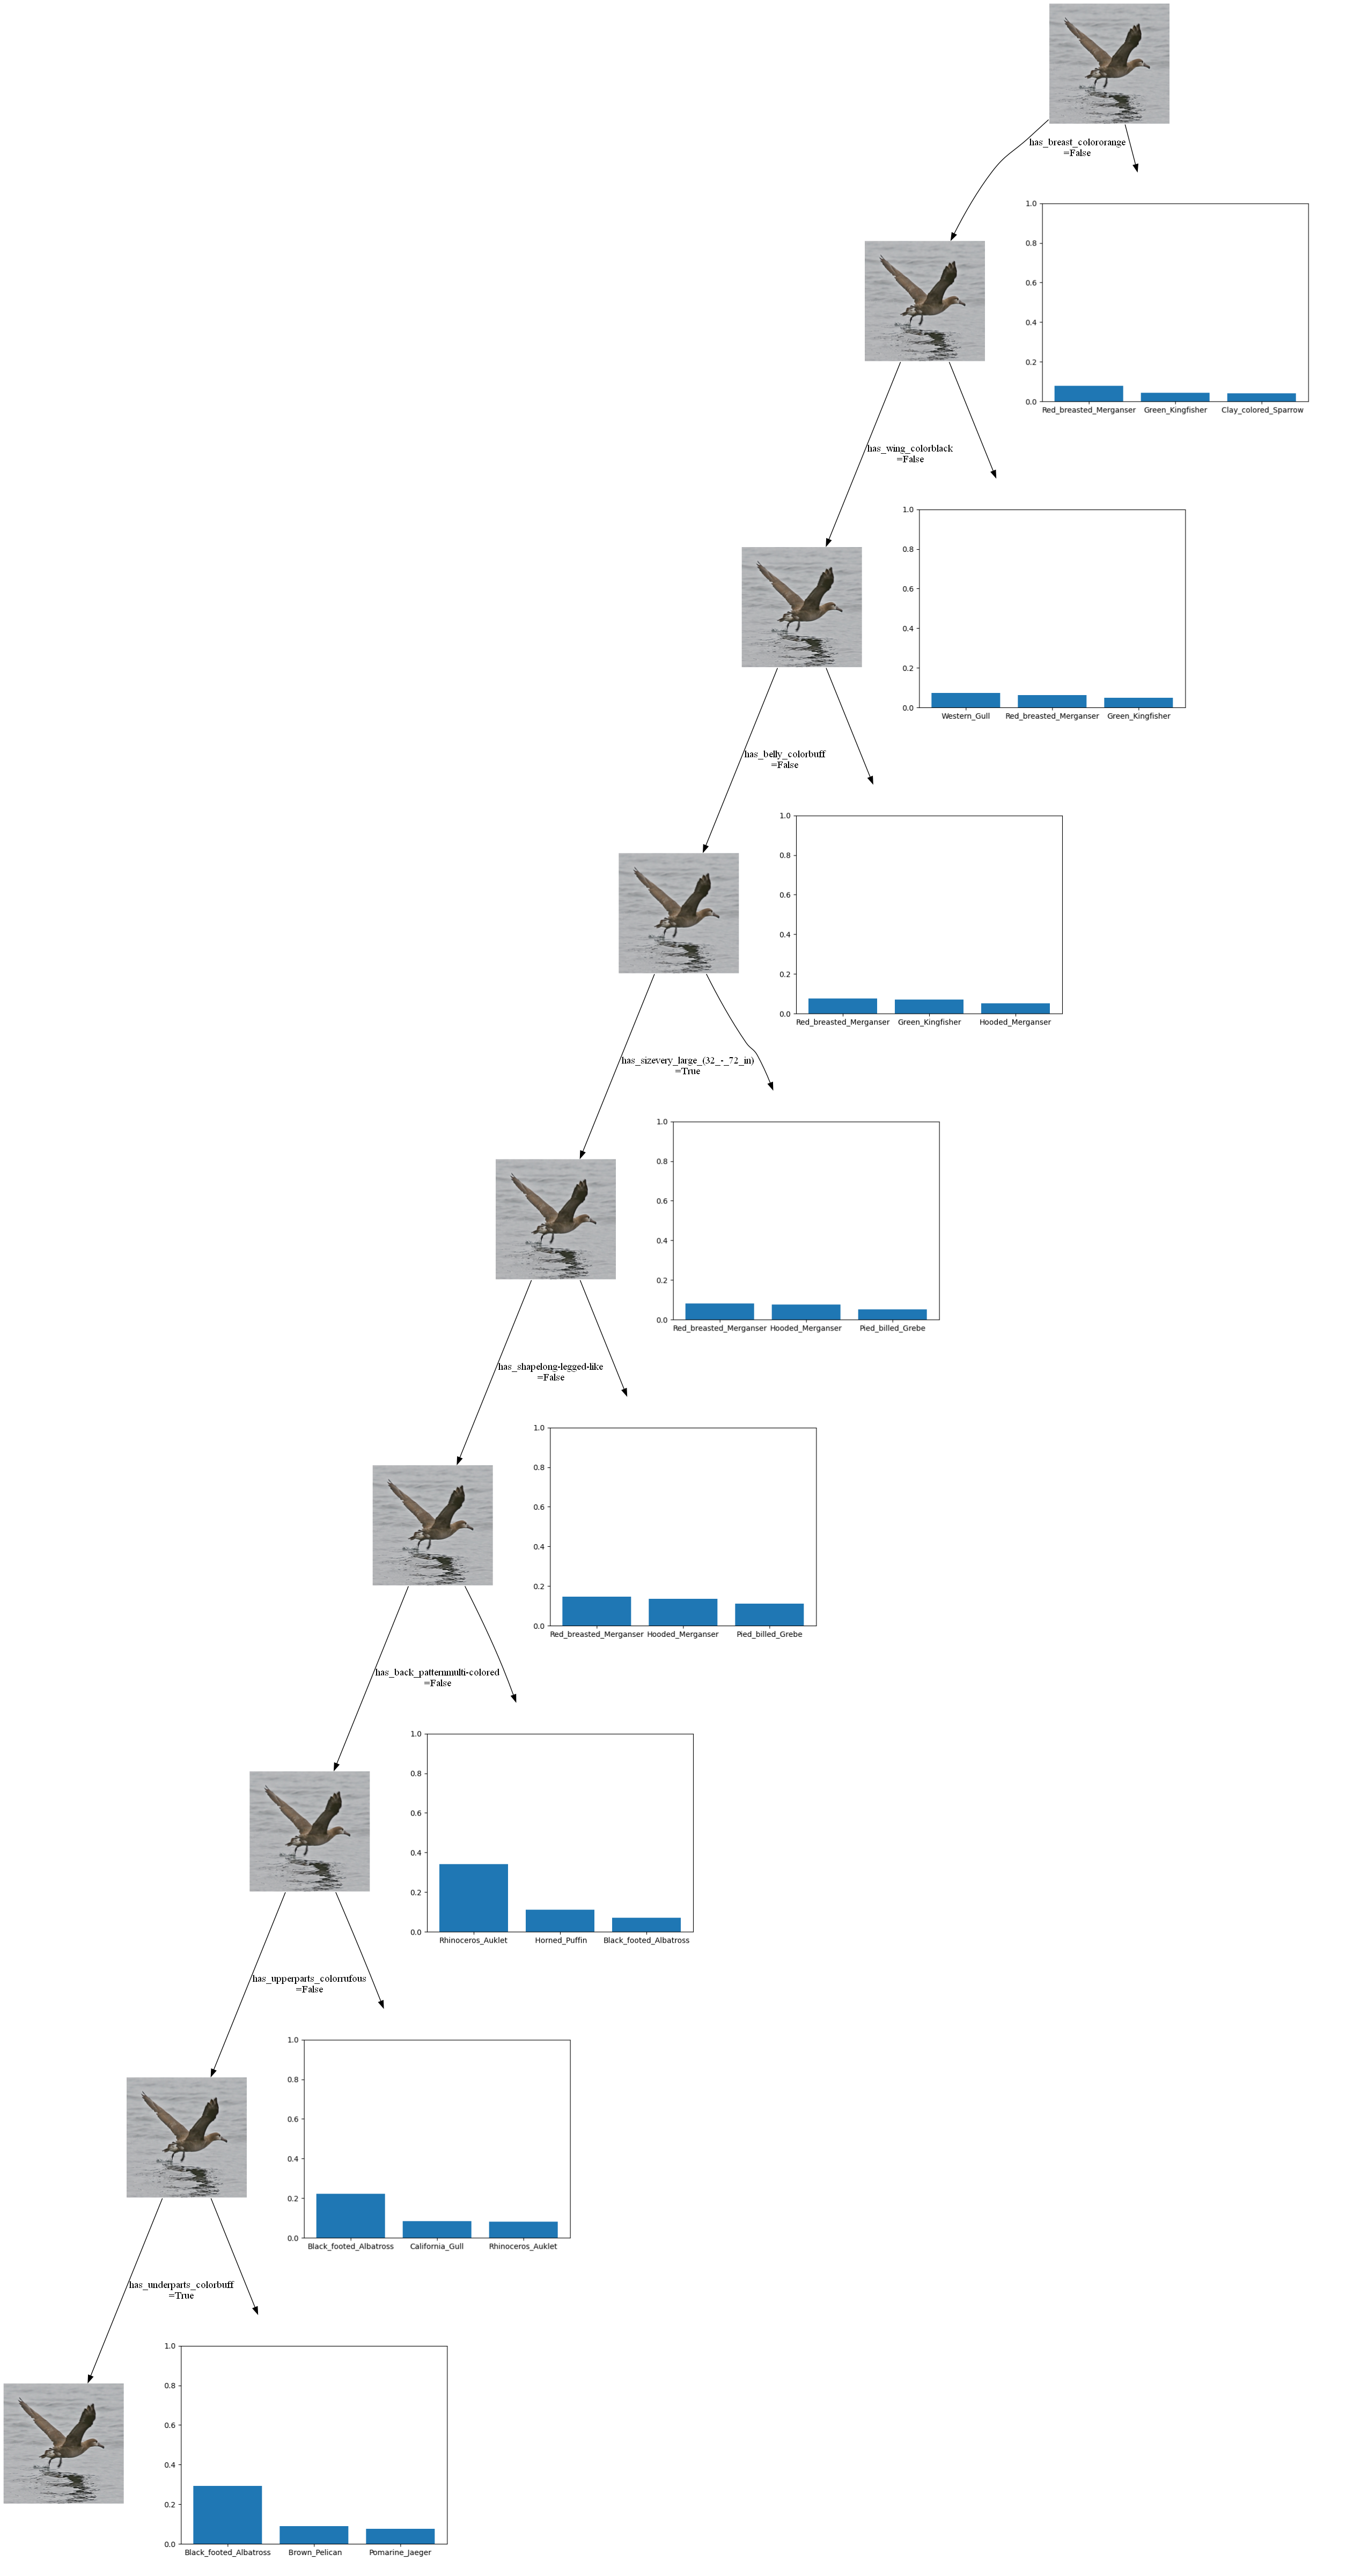 has_breast_colororange
=False
1.0
0.8
0.6
0.4
0.2
0.0
Red_breasted_Merganser Green_Kingfisher Clay_colored_Sparrow
has_wing_colorblack
=False
1.0
0.8
0.6
0.4
0.2
0.0
Western_Gull Red_breasted_Merganser Green_Kingfisher
has_belly_colorbuff
=False
1.0
0.8
0.6
0.4
0.2
0.0
Red_breasted_Merganser Green_Kingfisher Hooded_Merganser
has_sizevery_large_(32_-_72_in)
=True
1.0
0.8
0.6
0.4
0.2
0.0
Red_breasted_Merganser Hooded_Merganser Pied_billed_Grebe
has_shapelong-legged-like
=False
1.0
0.8
0.6
0.4
0.2
0.0
Red_breasted_Merganser Hooded_Merganser Pied_billed_Grebe
has_back_patternmulti-colored
=False
1.0
0.8
0.6
0.4
0.2
0.0
Rhinoceros_Auklet Horned_Puffin Black_footed_Albatross
has_upperparts_colorrufous
=False
1.0
0.8
0.6
0.4
0.2
0.0
Black_footed_Albatross California_Gull Rhinoceros_Auklet
has_underparts_colorbuff
=True
1.0
0.8
0.6
0.4
0.2
0.0
Black_footed_Albatross Brown_Pelican Pomarine_Jaeger